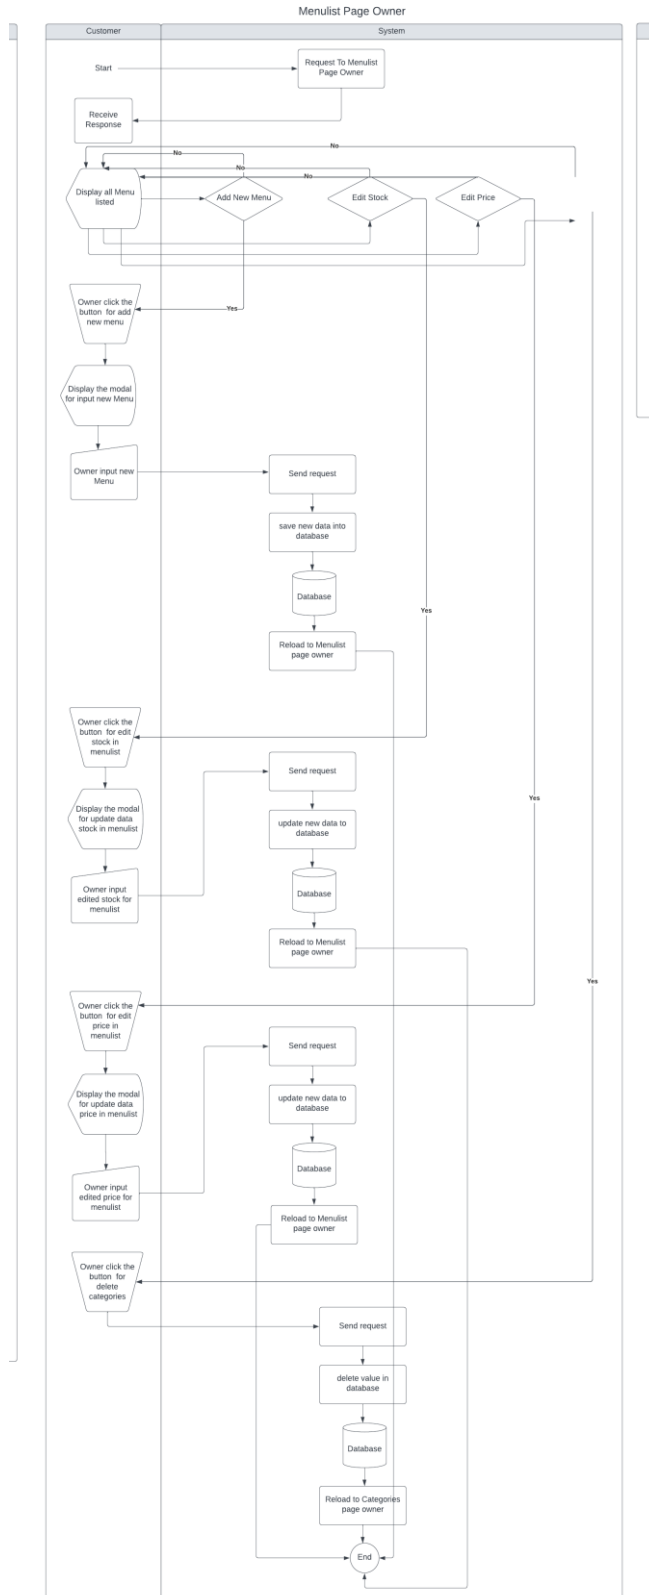 Menulist Page Owner
Customer
System
Start
Request To Menulist
Page Owner
Receive
Response
No
No
No
No
Display all Menu
listed
Add New Menu
Edit Stock
Edit Price
Owner click the
button for add
new menu
Yes
Display the modal
for input new Menu
Owner input new
Menu
Send request
save new data into
database
Database
Yes
Reload to Menulist
page owner
Owner click the
button for edit
stock in
menulist
Send request
Display the modal
for update data
stock in menulist
update new data to
database
Yes
Owner input
edited stock for
menulist
Database
Reload to Menulist
page owner
Yes
Owner click the
button for edit
price in
menulist
Send request
Display the modal
for update data
price in menulist
update new data to
database
Owner input
edited price for
menulist
Database
Reload to Menulist
page owner
Owner click the
button for
delete
categories
Send request
delete value in
database
Database
Reload to Categories
page owner
End